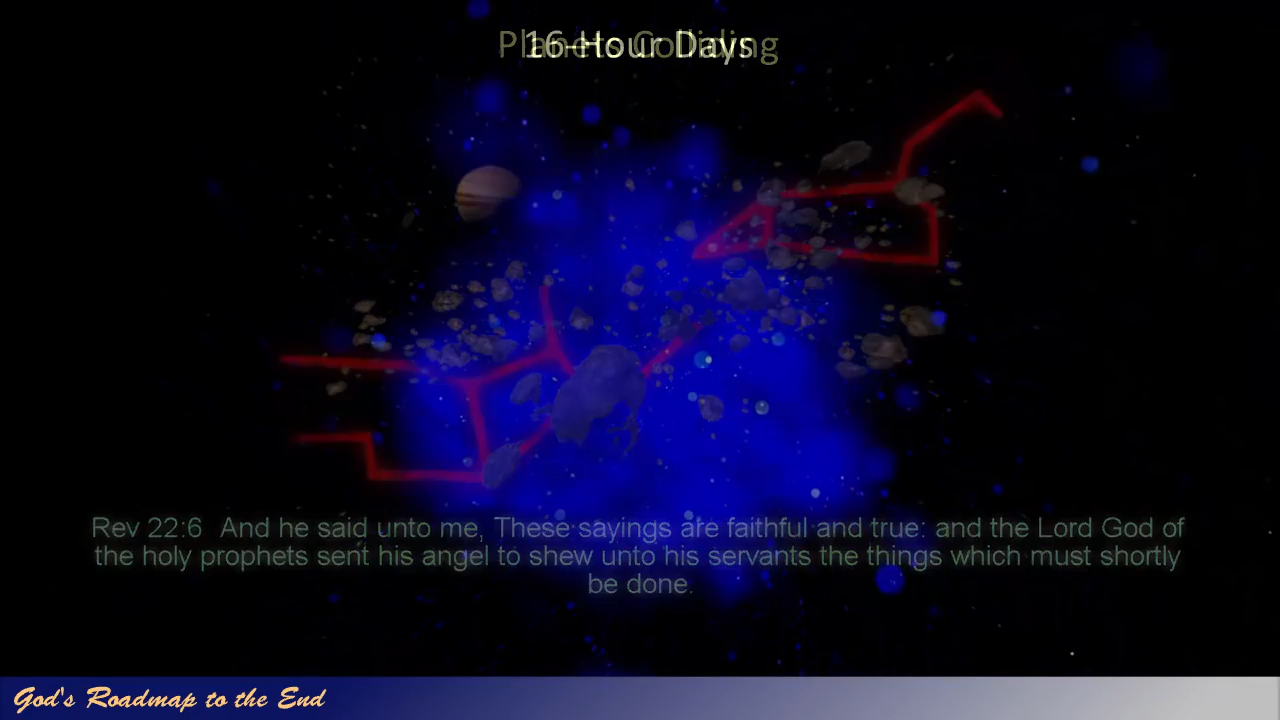 Planets Colliding
16-Hour Days
Rev 22:6  And he said unto me, These sayings are faithful and true: and the Lord God of
the holy prophets sent his angel to shew unto his servants the things which must shortly
be done.
God's Roadmap to the End